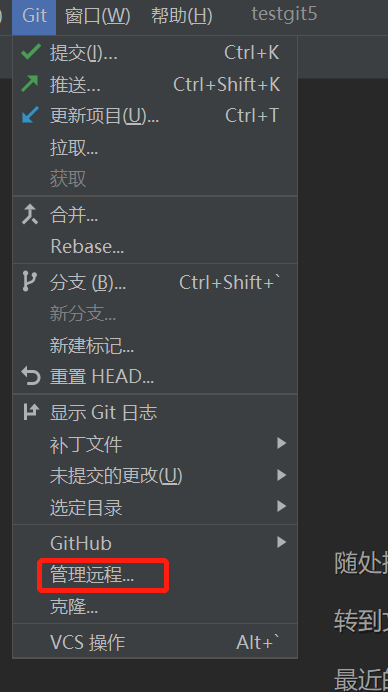 ) Git 窗口(W) 帮助(H) testgit5
提交(I)... Ctrl+K
推送... Ctrl+Shift+K
更新项目(U)... Ctrl+T
拉取...
获取
合并...
Rebase...
分支 (B)... Ctrl+Shift+`
新分支...
新建标记...
重置 HEAD...
显示 Git 日志
补丁文件
未提交的更改(U)
选定目录
GitHub
管理远程...
随处
克隆...
转到
VCS 操作 Alt+`
最近的